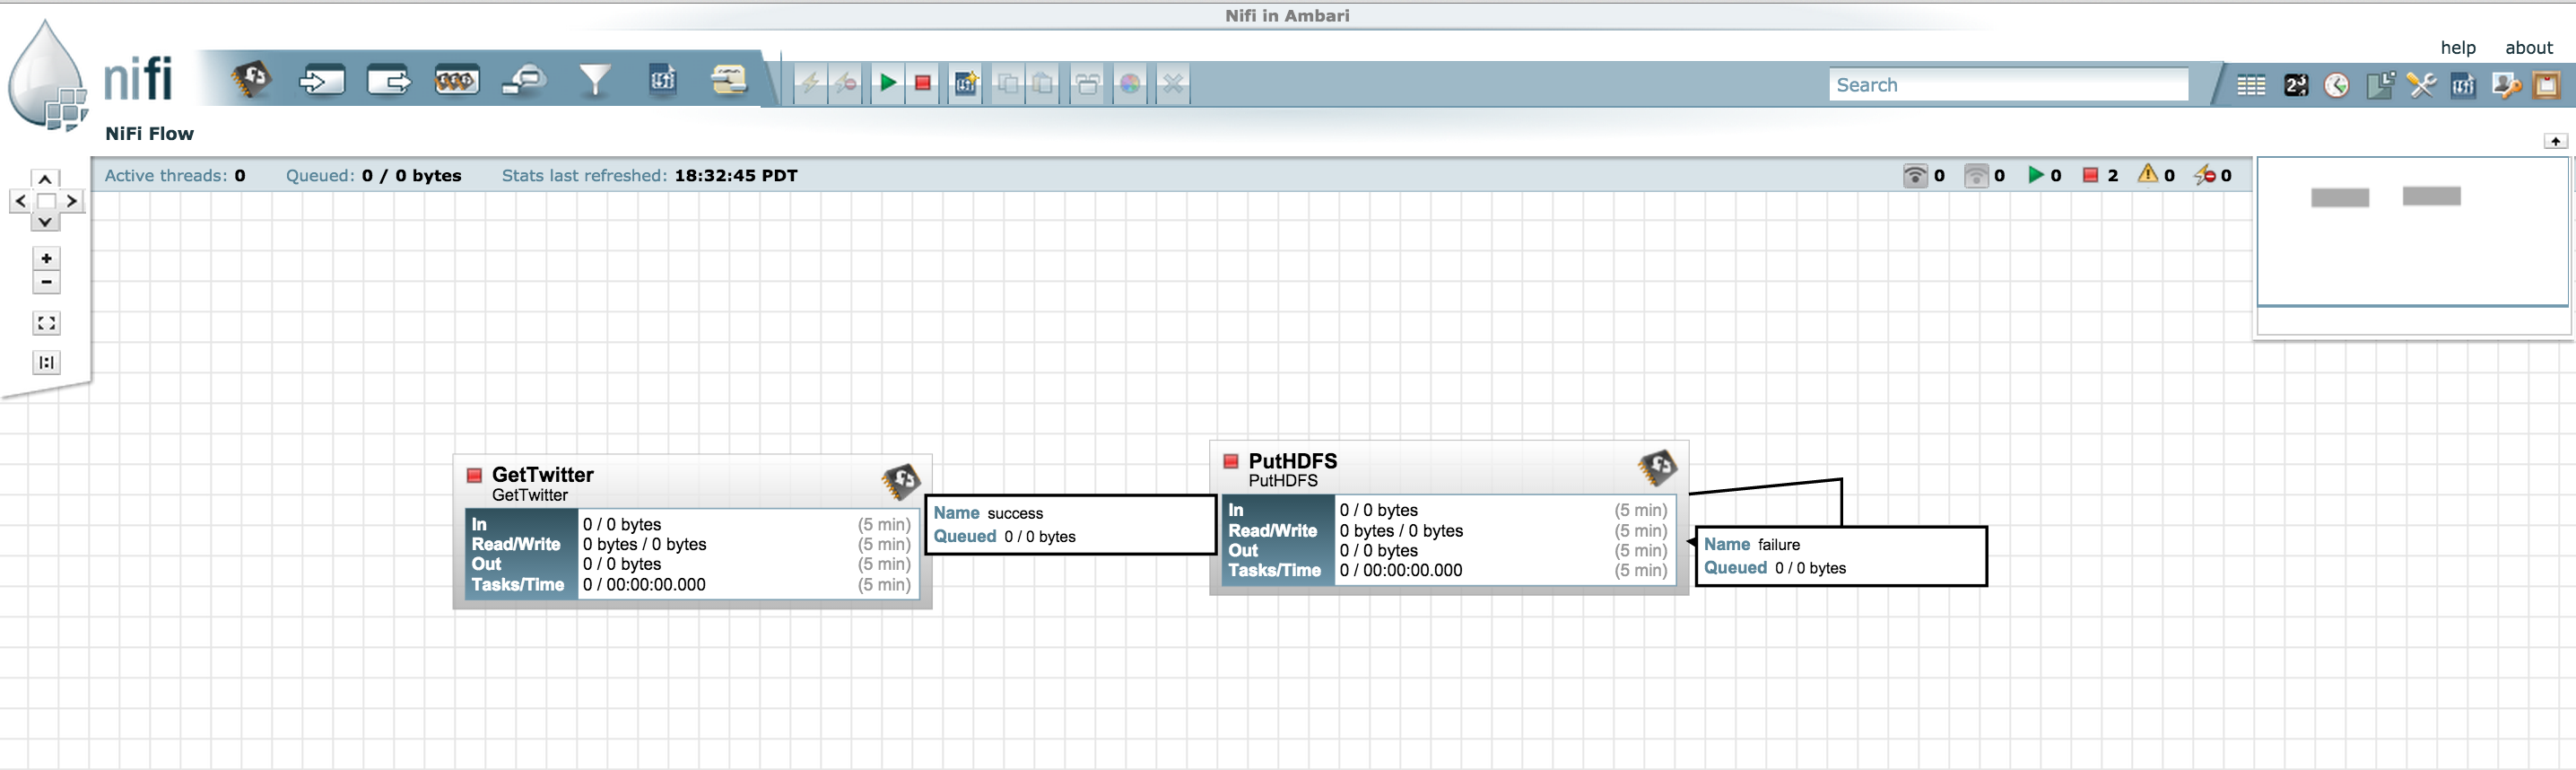 Nifi in Ambari
help about
nifi
Search
NiFi Flow
Active threads: 0 Queued: 0 / 0 bytes Stats last refreshed: 18:32:45 PDT 0 0 0 2 0 0
GetTwitter
GetTwitter
In 0 / 0 bytes (5 min)
Read/Write 0 bytes / 0 bytes (5 min)
Out 0 / 0 bytes (5 min)
Tasks/Time 0 / 00:00:00.000 (5 min)
Name success
Queued 0 / 0 bytes
PutHDFS
PutHDFS
In 0 / 0 bytes (5 min)
Read/Write 0 bytes / 0 bytes (5 min)
Out 0 / 0 bytes (5 min)
Tasks/Time 0 / 00:00:00.000 (5 min)
Name failure
Queued 0 / 0 bytes